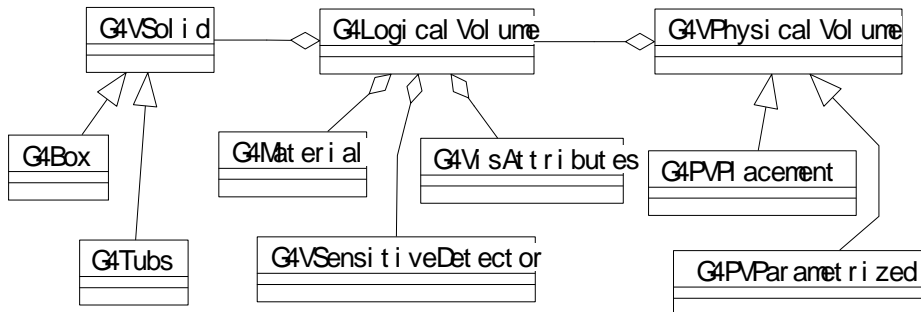 G4VSolid
G4LogicalVolume
G4VPhysicalVolume
G4Box
G4Material
G4VisAttributes
G4PVPlacement
G4Tubs
G4VSensitiveDetector
G4PVParametrized